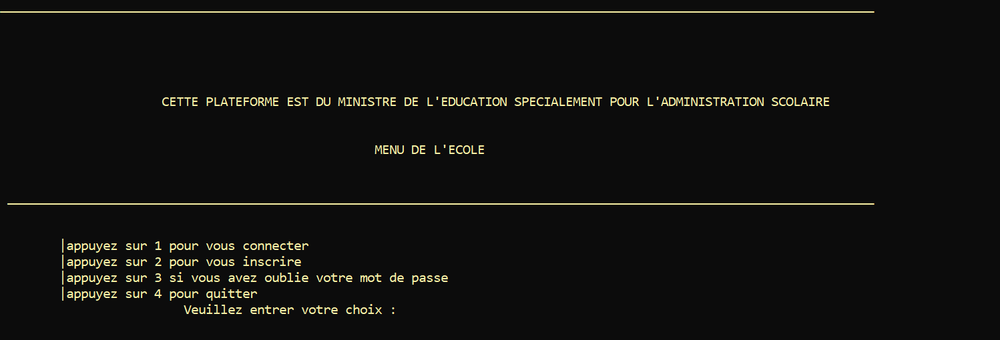 CETTE PLATEFORME EST DU MINISTRE DE L'EDUCATION SPECIALEMENT POUR L'ADMINISTRATION SCOLAIRE
MENU DE L'ECOLE
|appuyez sur 1 pour vous connecter
|appuyez sur 2 pour vous inscrire
|appuyez sur 3 si vous avez oublie votre mot de passe
|appuyez sur 4 pour quitter
Veuillez entrer votre choix :